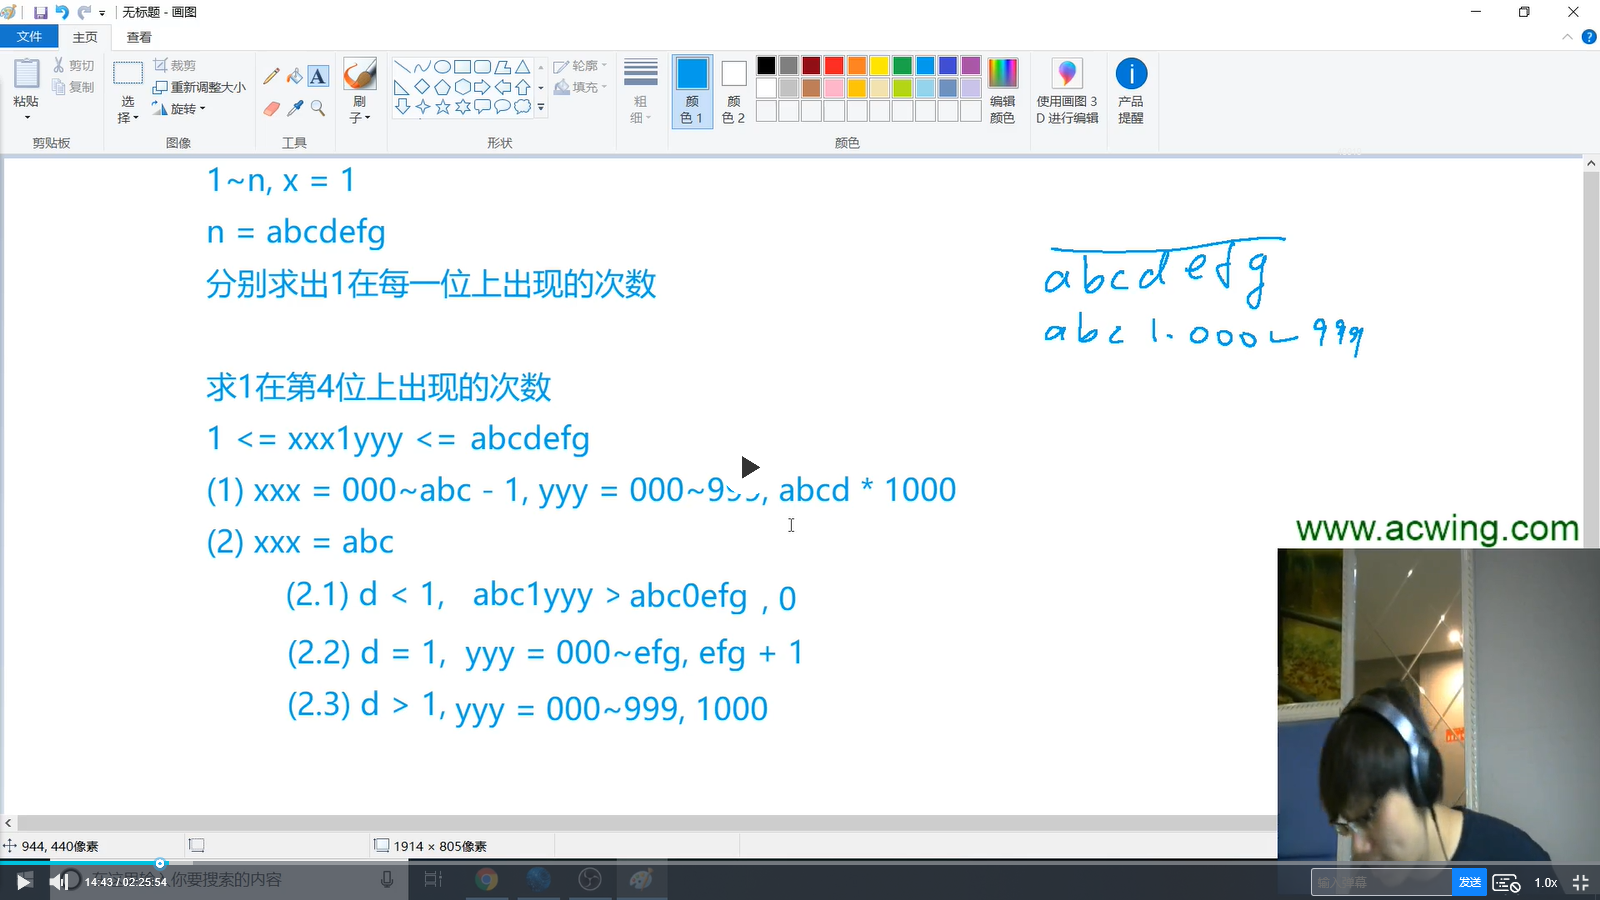 无标题 - 画图
文件 主页 查看
粘贴 剪切 复制 剪贴板
选择 裁剪 重新调整大小 旋转 图像
A 工具
刷子
轮廓 填充 形状
粗细
颜色 1 颜色 2 编辑颜色 颜色
使用画图 3D 进行编辑 产品提醒
1~n, x = 1
n = abcdefg
分别求出1在每一位上出现的次数
abcdefg
abc 1. 000~999
求1在第4位上出现的次数
1 <= xxx1yyy <= abcdefg
(1) xxx = 000~abc - 1, yyy = 000~999, abcd * 1000
(2) xxx = abc
(2.1) d < 1, abc1yyy > abc0efg , 0
(2.2) d = 1, yyy = 000~efg, efg + 1
(2.3) d > 1, yyy = 000~999, 1000
www.acwing.com
944, 440像素 1914 × 805像素
在这里输入你要搜索的内容
14:43 / 02:25:54 输入弹幕 发送 1.0x